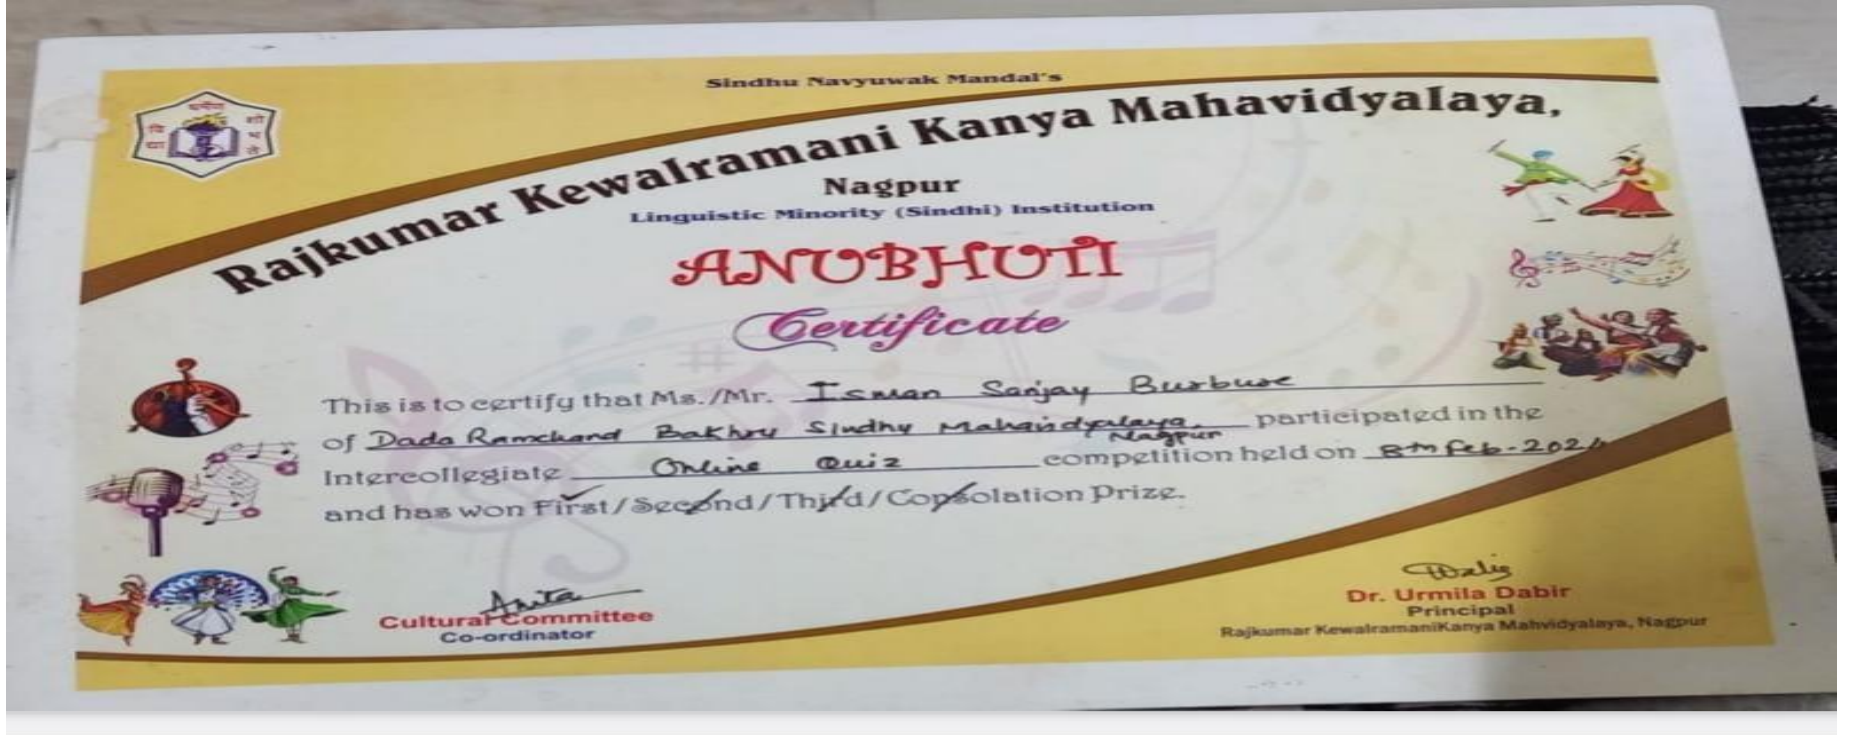 Sindhu Navyuwak Mandal's
Rajkumar Kewalramani Kanya Mahavidyalaya,
Nagpur
Linguistic Minority (Sindhi) Institution
ANUBHUTI
Certificate
This is to certify that Ms./Mr. Isman Sanjay Burbure
of Dada Ramchand Bakhru Sindhu Mahavidyalaya, participated in the
Nagpur
Intercollegiate Online Quiz competition held on 8th Feb-2024
and has won First/Second/Third/Consolation Prize.
Anita
Cultural Committee
Co-ordinator
Dr. Urmila Dabir
Principal
Rajkumar KewalramaniKanya Mahvidyalaya, Nagpur